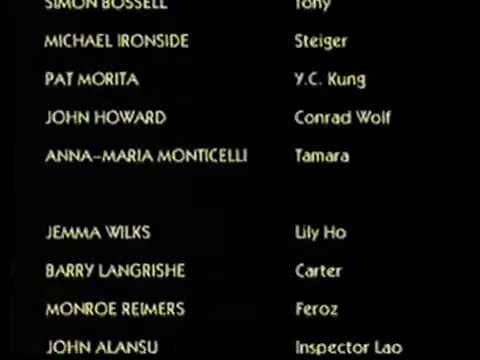 SIMON BOSSELL Tony
MICHAEL IRONSIDE Steiger
PAT MORITA Y.C. Kung
JOHN HOWARD Conrad Wolf
ANNA-MARIA MONTICELLI Tamara
JEMMA WILKS Lily Ho
BARRY LANGRISHE Carter
MONROE REIMERS Feroz
JOHN ALANSU Inspector Lao